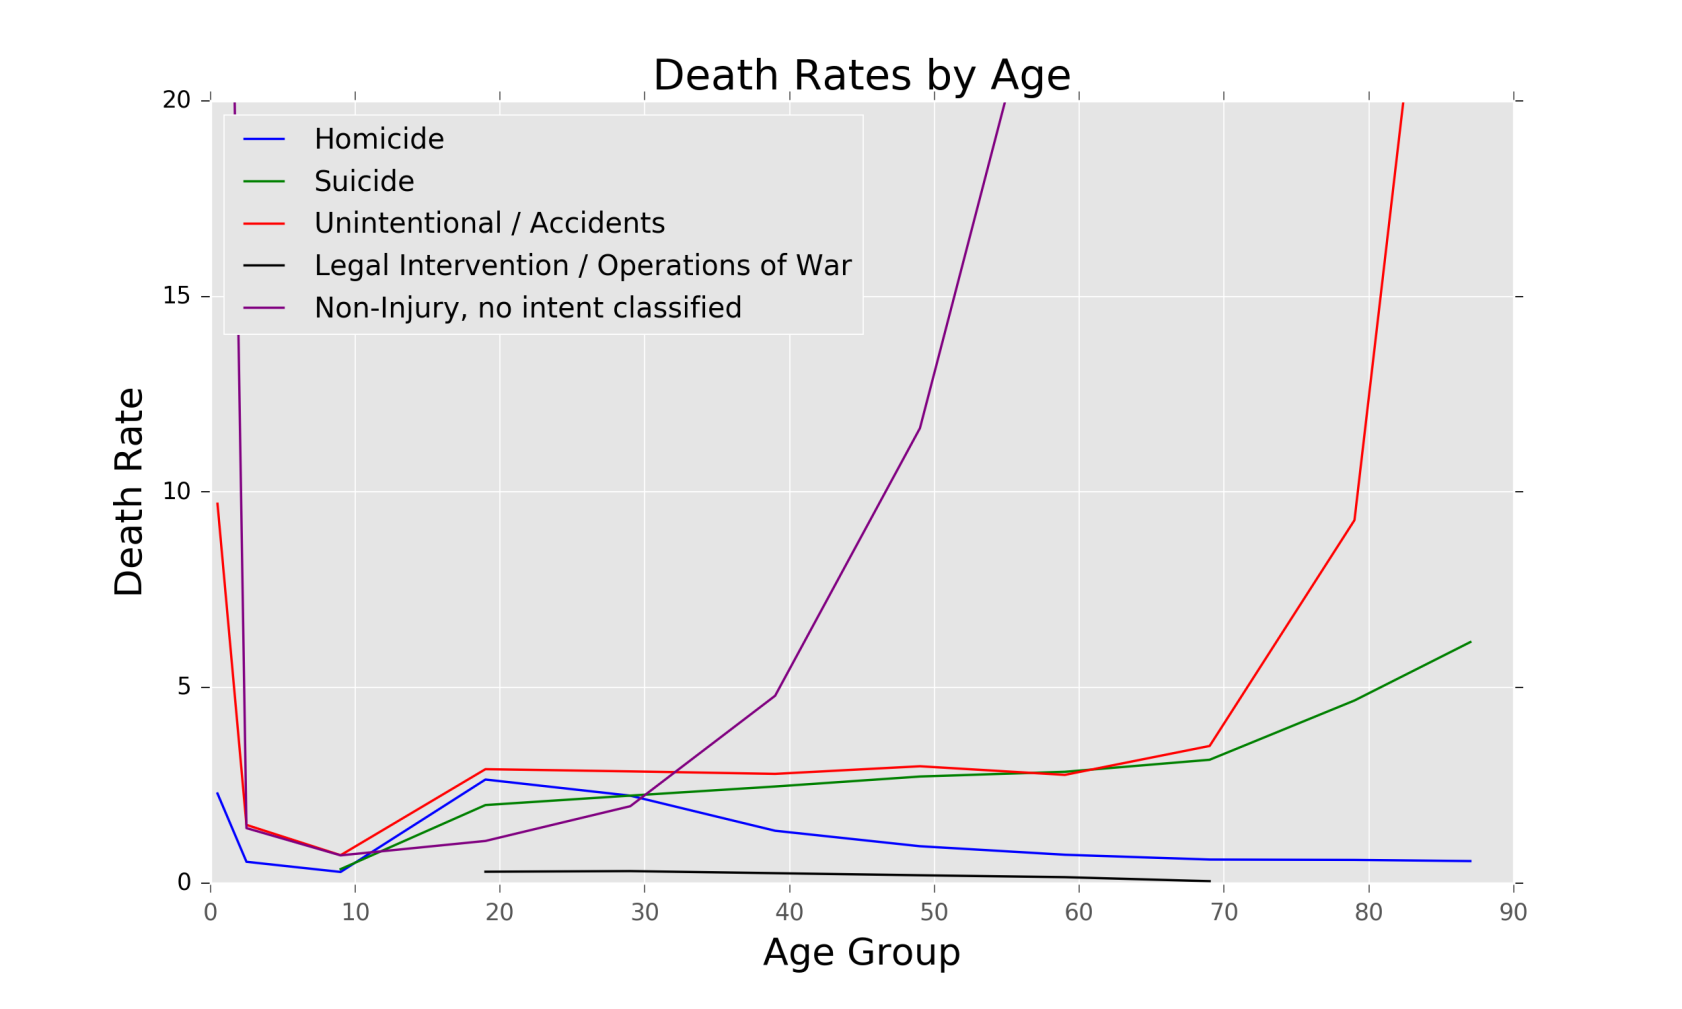 Death Rates by Age
20
15
10
5
0
Death Rate
Homicide
Suicide
Unintentional / Accidents
Legal Intervention / Operations of War
Non-Injury, no intent classified
0 10 20 30 40 50 60 70 80 90
Age Group